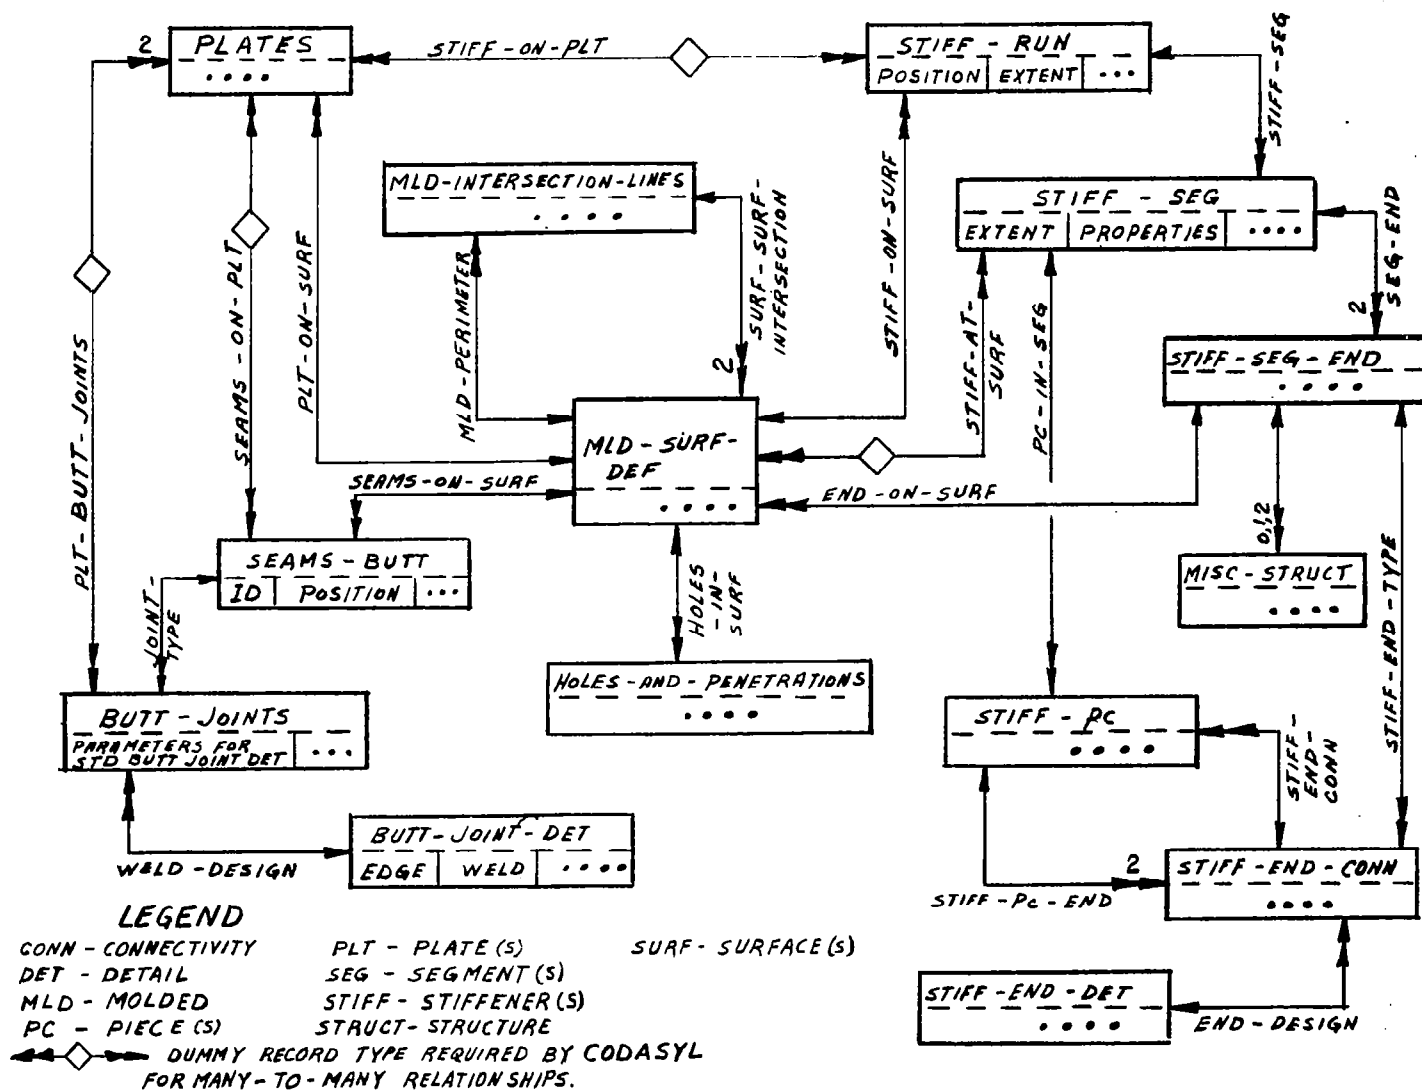 2
PLATES
• • • •
STIFF-ON-PLT
STIFF - RUN
POSITION EXTENT • • •
STIFF-SEG
MLD-INTERSECTION-LINES
• • • •
STIFF - SEG
EXTENT PROPERTIES • • • •
SEG-END
2
STIFF-SEG-END
• • • •
PLT-BUTT-JOINTS
SEAMS-ON-PLT
PLT-ON-SURF
MLD-PERIMETER
SURF-SURF-
INTERSECTION
2
STIFF-ON-SURF
STIFF-AT-
SURF
PC-IN-SEG
MLD-SURF-
DEF
• • • •
SEAMS-ON-SURF
END-ON-SURF
0,1,2
MISC-STRUCT
• • • •
STIFF-END-TYPE
SEAMS-BUTT
ID POSITION • • •
JOINT-
TYPE
HOLES
-IN-
SURF
HOLES-AND-PENETRATIONS
• • • •
BUTT-JOINTS
PARAMETERS FOR
STD BUTT JOINT DET • • •
STIFF-PC
• • • •
STIFF-
END-
CONN
WELD-DESIGN
BUTT-JOINT-DET
EDGE WELD • • • •
STIFF-PC-END
2
STIFF-END-CONN
• • • •
STIFF-END-DET
• • • •
END-DESIGN
LEGEND
CONN - CONNECTIVITY PLT - PLATE(S) SURF - SURFACE(S)
DET - DETAIL SEG - SEGMENT(S)
MLD - MOLDED STIFF - STIFFENER(S)
PC - PIECE(S) STRUCT-STRUCTURE
DUMMY RECORD TYPE REQUIRED BY CODASYL
FOR MANY-TO-MANY RELATIONSHIPS.